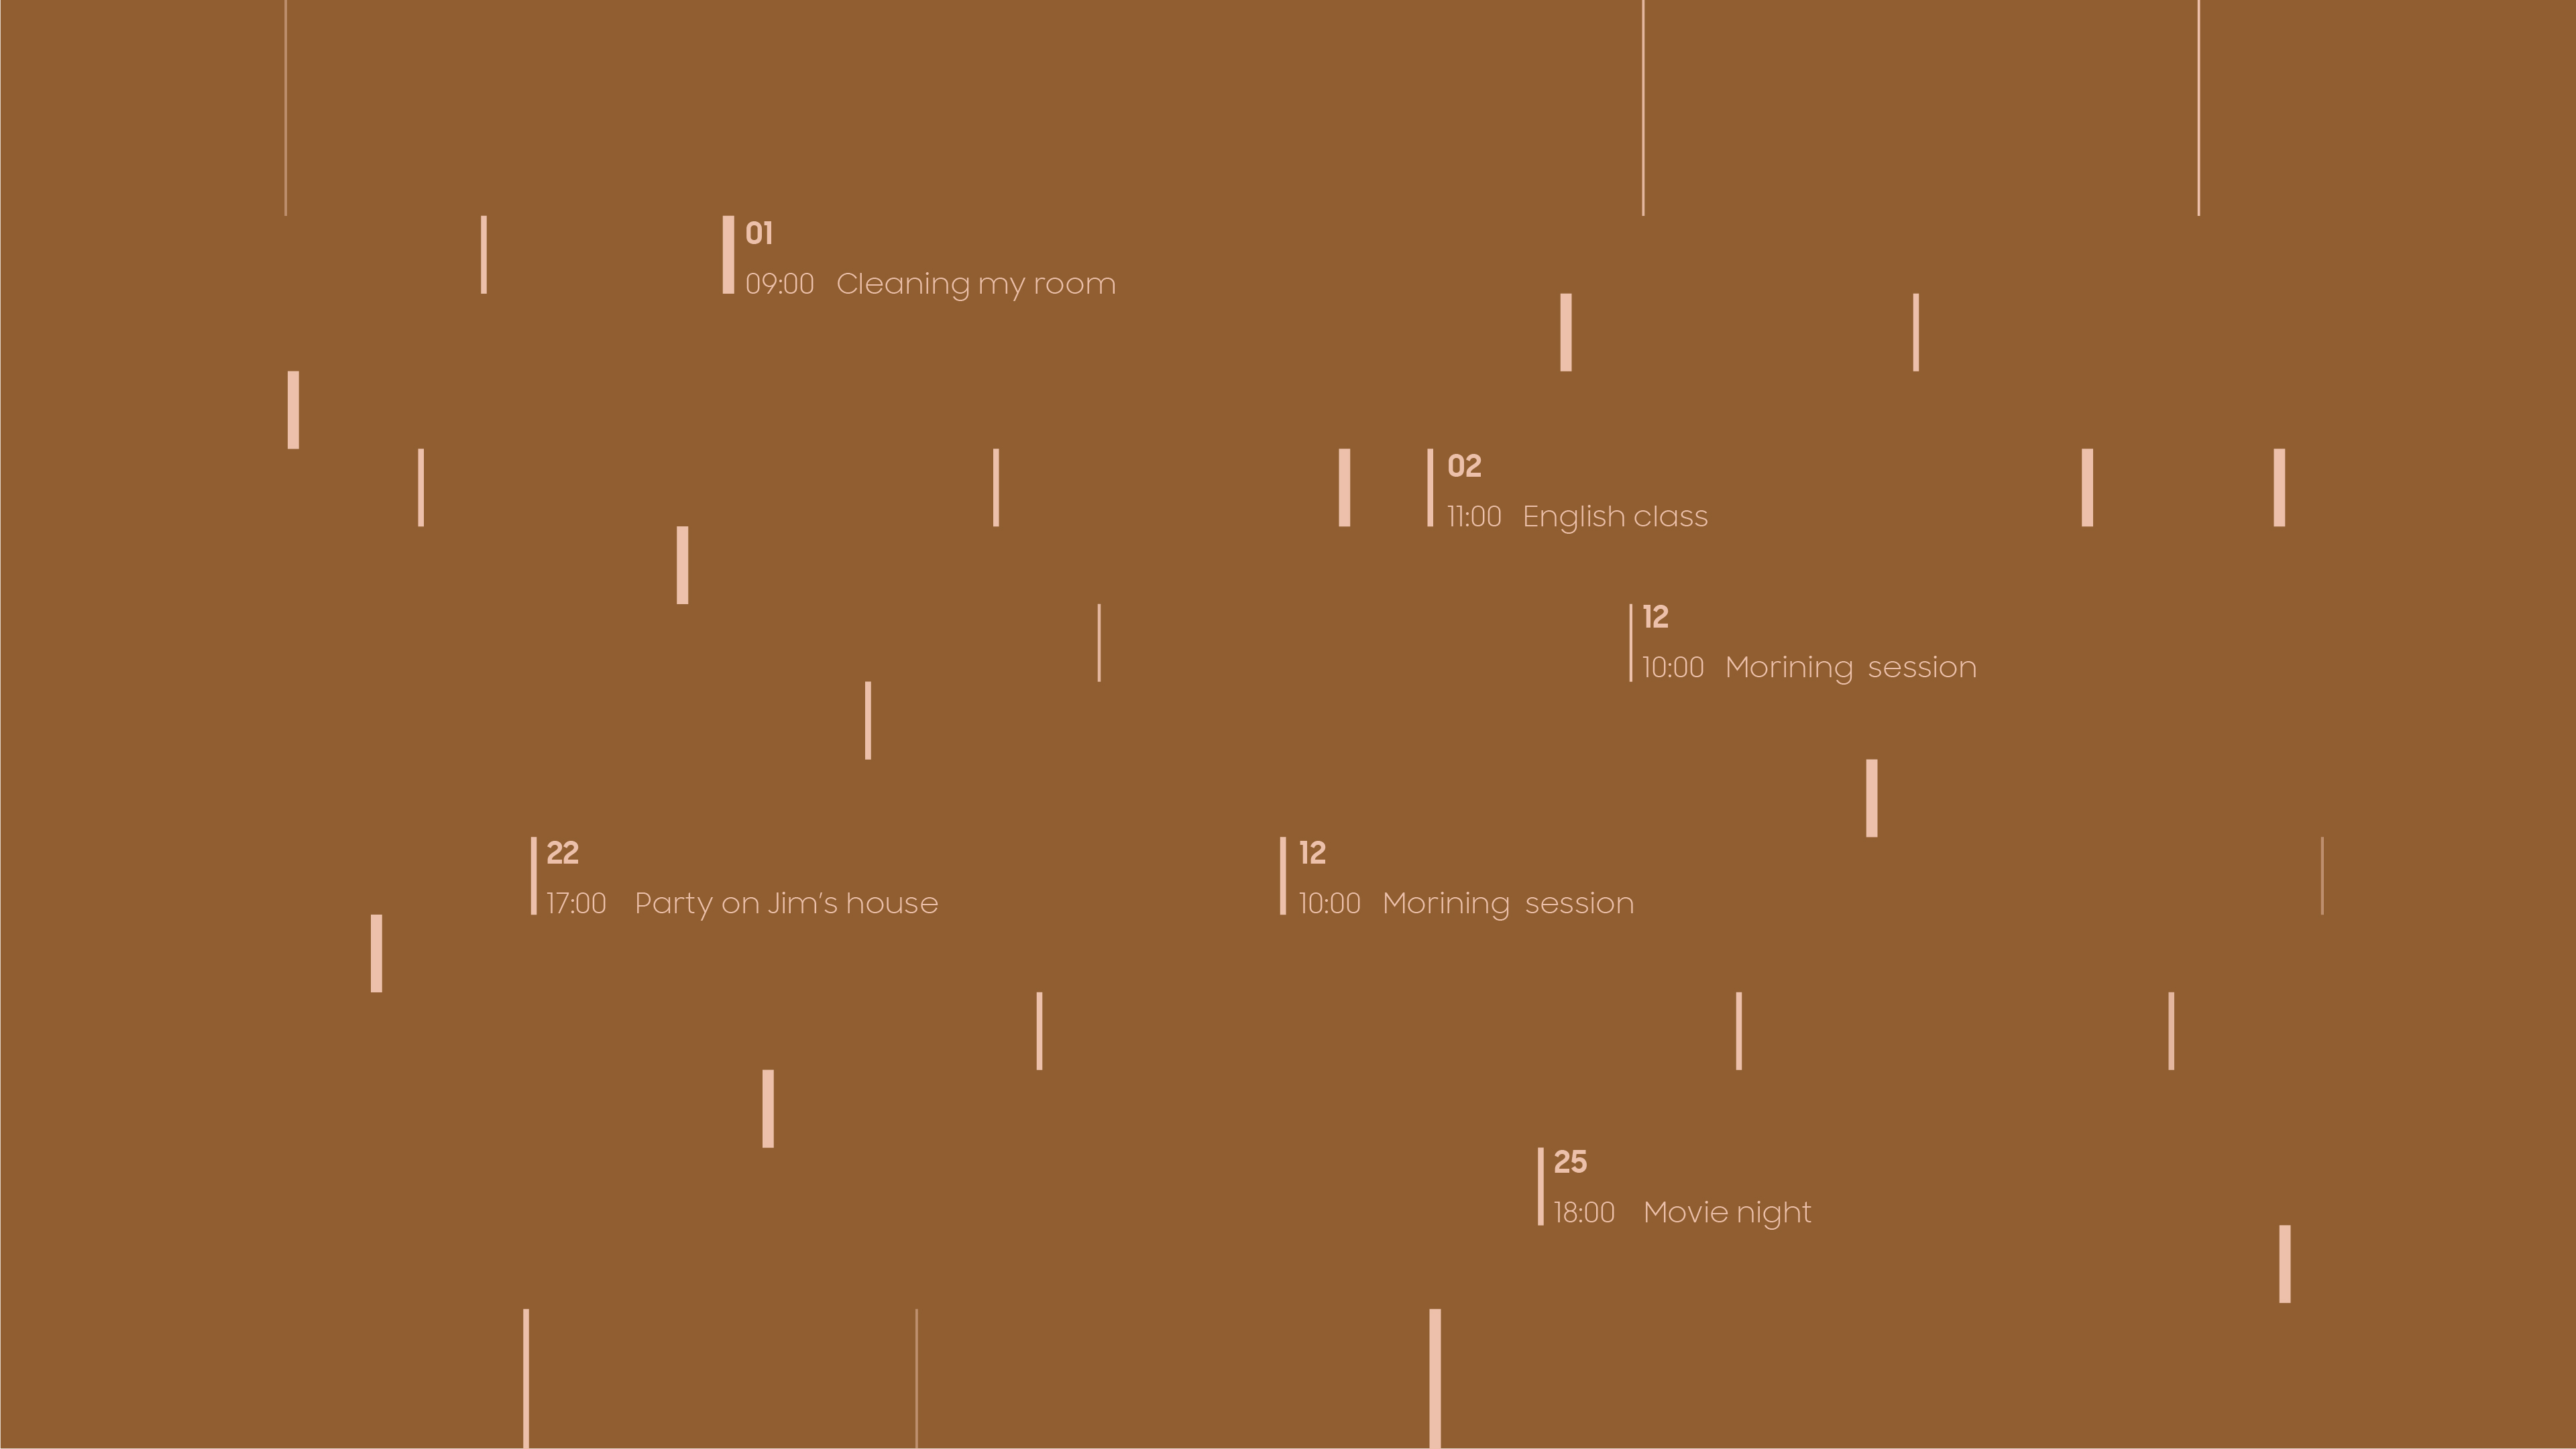 01
09:00 Cleaning my room
02
11:00 English class
12
10:00 Morining session
22
17:00 Party on Jim's house
12
10:00 Morining session
25
18:00 Movie night